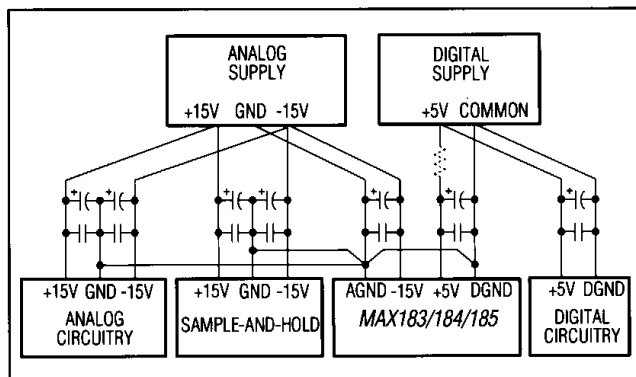 ANALOG
SUPPLY
+15V GND -15V
DIGITAL
SUPPLY
+5V COMMON
+ + + + + +
+15V GND -15V
ANALOG
CIRCUITRY
+15V GND -15V
SAMPLE-AND-HOLD
AGND -15V +5V DGND
MAX183/184/185
+5V DGND
DIGITAL
CIRCUITRY